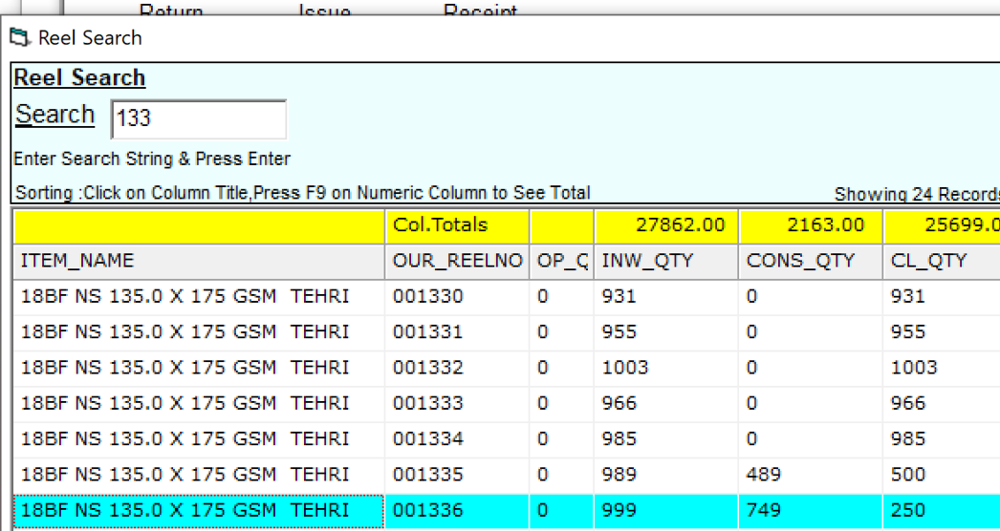 Return Issue Receipt
Reel Search
Reel Search
Search 133
Enter Search String & Press Enter
Sorting :Click on Column Title,Press F9 on Numeric Column to See Total Showing 24 Records
Col.Totals 27862.00 2163.00 25699.0
ITEM_NAME OUR_REELNO OP_Q INW_QTY CONS_QTY CL_QTY
18BF NS 135.0 X 175 GSM TEHRI 001330 0 931 0 931
18BF NS 135.0 X 175 GSM TEHRI 001331 0 955 0 955
18BF NS 135.0 X 175 GSM TEHRI 001332 0 1003 0 1003
18BF NS 135.0 X 175 GSM TEHRI 001333 0 966 0 966
18BF NS 135.0 X 175 GSM TEHRI 001334 0 985 0 985
18BF NS 135.0 X 175 GSM TEHRI 001335 0 989 489 500
18BF NS 135.0 X 175 GSM TEHRI 001336 0 999 749 250